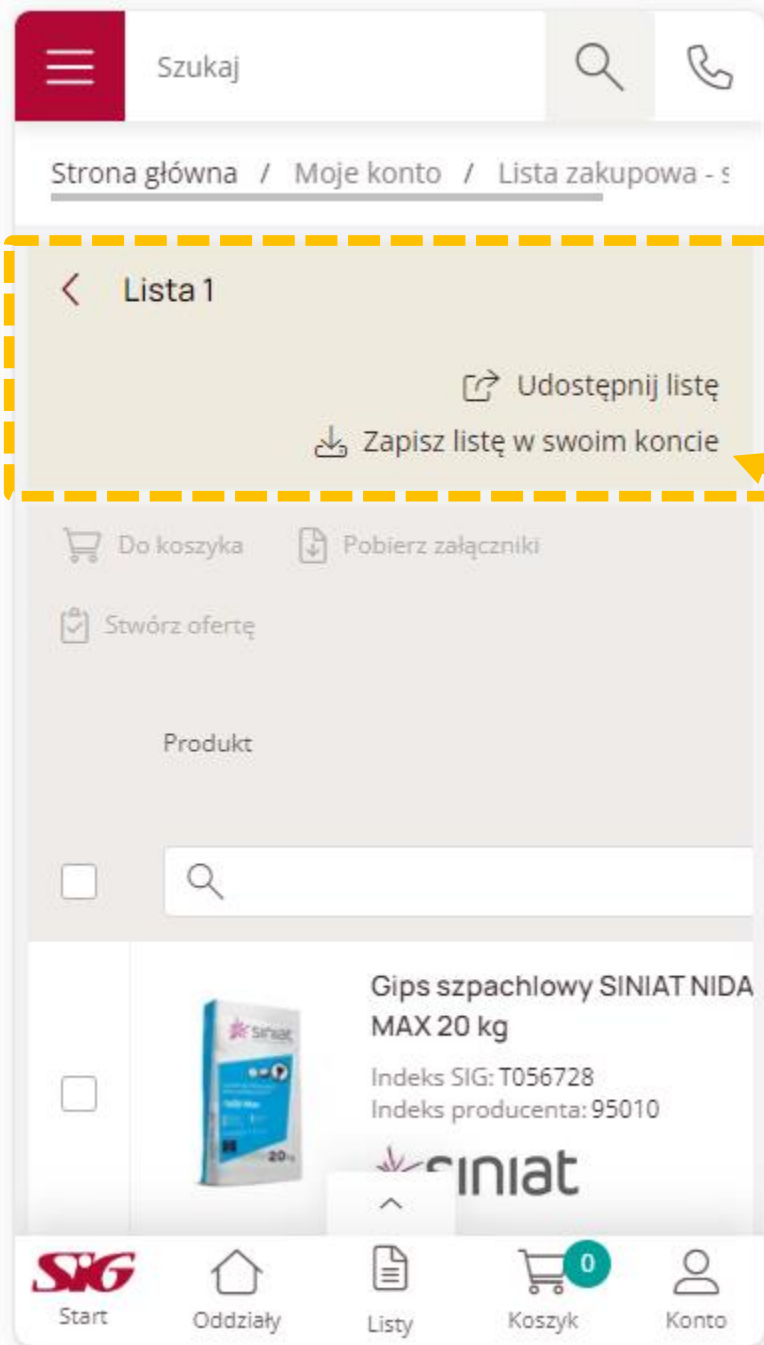 Szukaj
Strona główna / Moje konto / Lista zakupowa - s
Lista 1
Udostępnij listę
Zapisz listę w swoim koncie
Do koszyka Pobierz załączniki
Stwórz ofertę
Produkt
Gips szpachlowy SINIAT NIDA
MAX 20 kg
Indeks SIG: T056728
Indeks producenta: 95010
siniat
20
siniat
SIG
0
Start Oddziały Listy Koszyk Konto